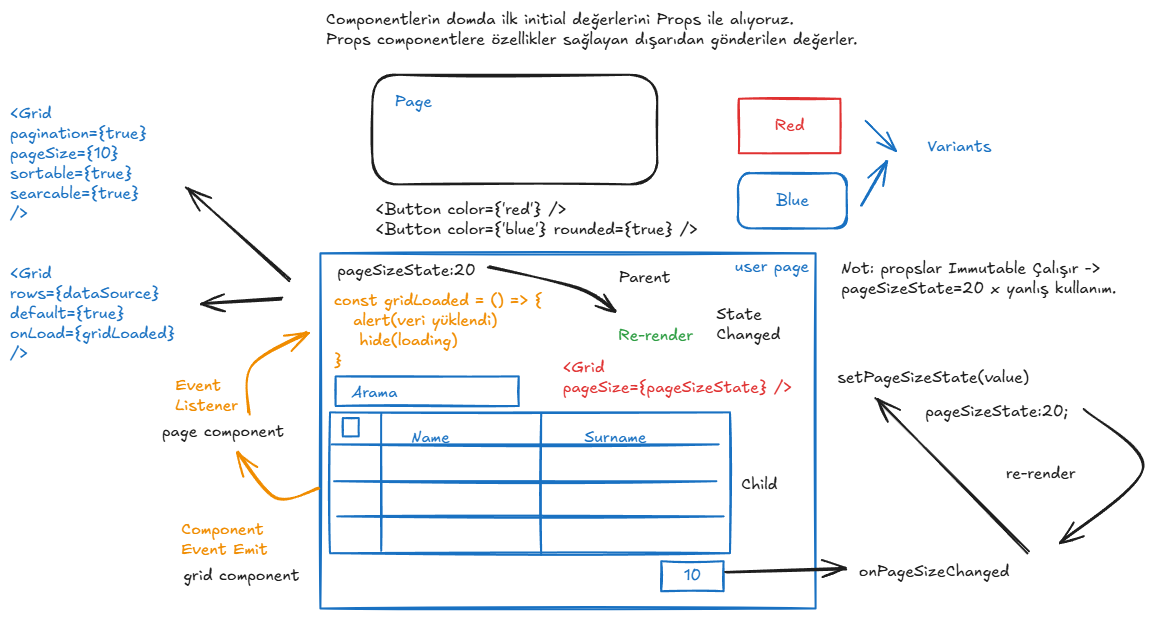 Componentlerin domda ilk initial değerlerini Props ile alıyoruz.
Props componentlere özellikler sağlayan dışarıdan gönderilen değerler.
Page
<Grid
pagination={true}
pageSize={10}
sortable={true}
searcable={true}
/>
Red
Blue
Variants
<Button color={'red'} />
<Button color={'blue'} rounded={true} />
<Grid
rows={dataSource}
default={true}
onLoad={gridLoaded}
/>
pageSizeState:20
Parent
user page
const gridLoaded = () => {
alert(veri yüklendi)
hide(loading)
}
Re-render
State
Changed
<Grid
pageSize={pageSizeState} />
Not: propslar Immutable Çalışır ->
pageSizeState=20 x yanlış kullanım.
Event
Listener
page component
Arama
Name
Surname
Child
setPageSizeState(value)
pageSizeState:20;
re-render
Component
Event Emit
grid component
10
onPageSizeChanged